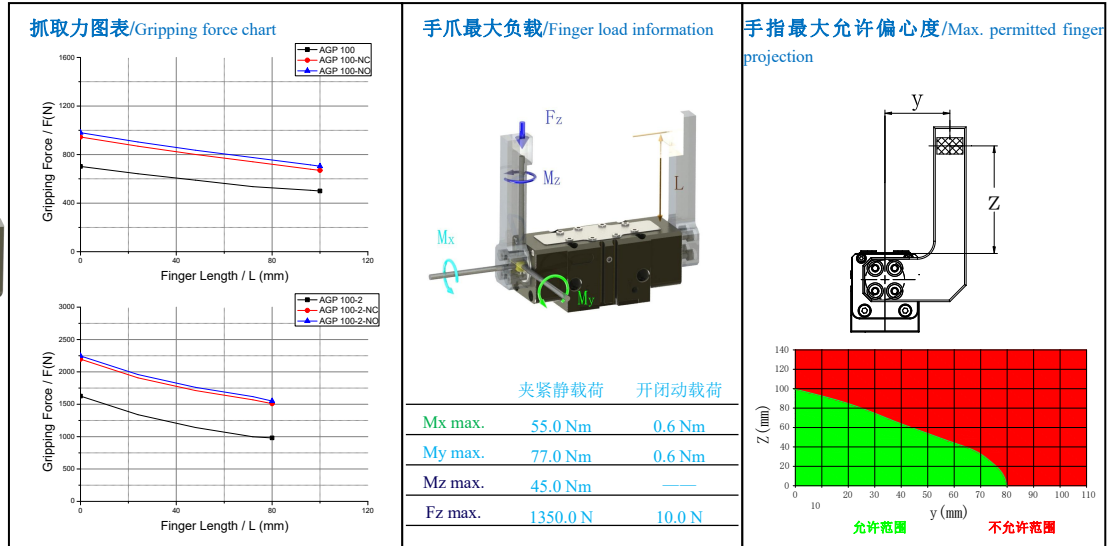 抓取力图表/Gripping force chart
AGP 100
AGP 100-NC
AGP 100-NO
1600
1200
800
400
0
0 40 80 120
Gripping Force / F(N)
Finger Length / L (mm)
AGP 100-2
AGP 100-2-NC
AGP 100-2-NO
3000
2500
2000
1500
1000
500
0
0 40 80 120
Gripping Force / F(N)
Finger Length / L (mm)
手爪最大负载/Finger load information
Fz
Mz
L
Mx
My
夹紧静载荷 开闭动载荷
Mx max. 55.0 Nm 0.6 Nm
My max. 77.0 Nm 0.6 Nm
Mz max. 45.0 Nm ——
Fz max. 1350.0 N 10.0 N
手指最大允许偏心度/Max. permitted finger
projection
y
Z
140
120
100
80
60
40
20
0
Z(mm)
0 10 20 30 40 50 60 70 80 90 100 110
y(mm)
允许范围 不允许范围